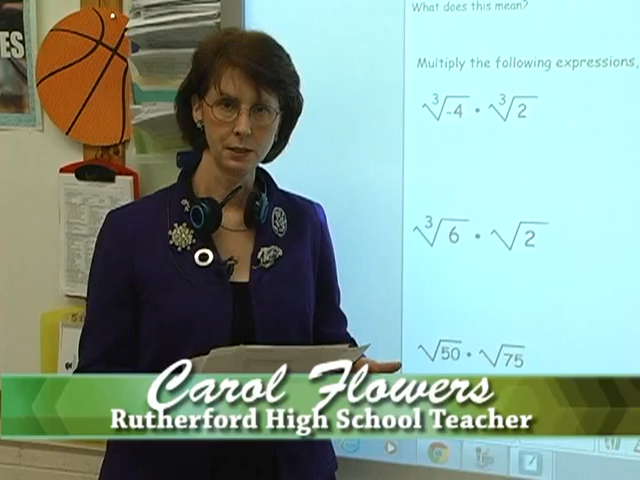 What does this mean?
Multiply the following expressions,
∛-4 · ∛2
∛6 · √2
√50 · √75
Carol Flowers
Rutherford High School Teacher